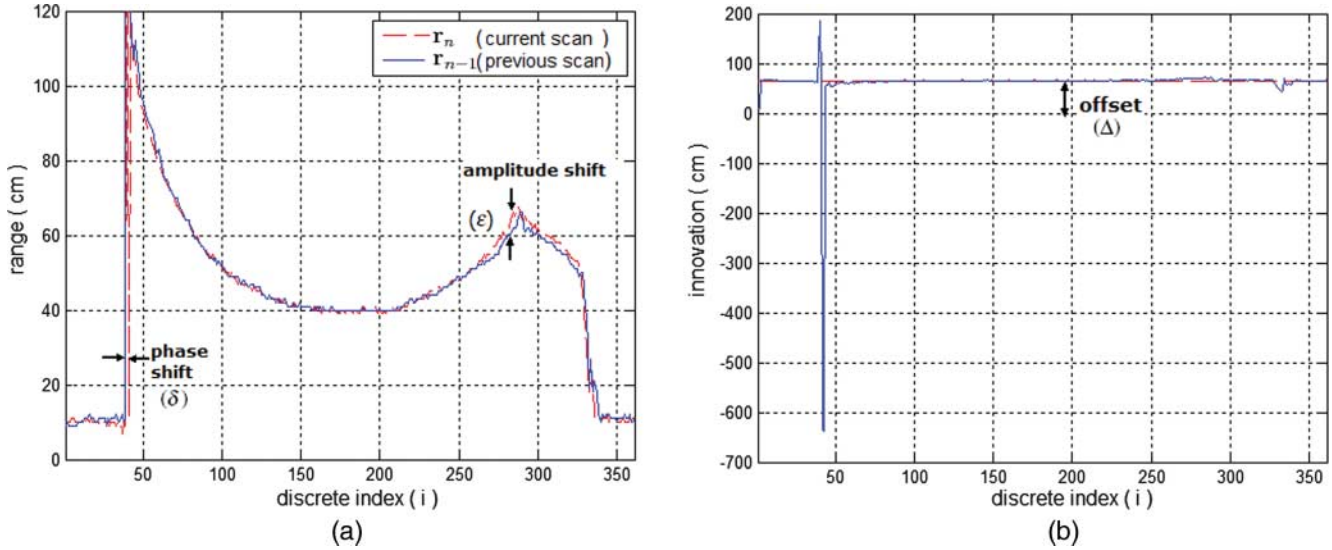 120
100
80
60
40
20
0
range ( cm )
r_n (current scan )
r_{n−1}(previous scan)
amplitude shift
(ε)
phase
shift
(δ)
50
100
150
200
250
300
350
discrete index ( i )
(a)
200
100
0
-100
-200
-300
-400
-500
-600
-700
innovation ( cm )
offset
(Δ)
50
100
150
200
250
300
350
discrete index ( i )
(b)